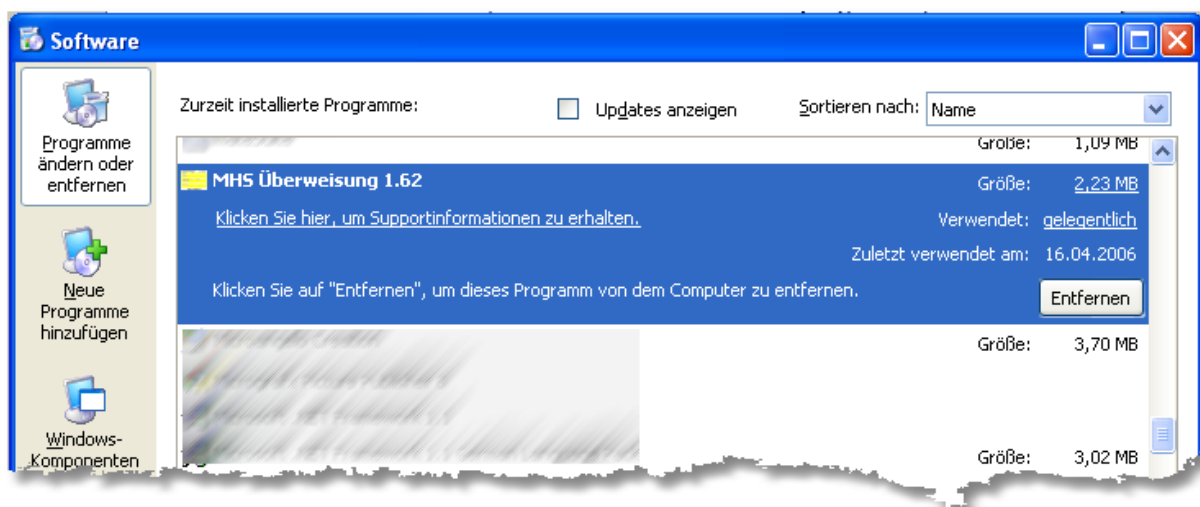 Software
Programme
ändern oder
entfernen
Neue
Programme
hinzufügen
Windows-
Komponenten
Zurzeit installierte Programme:
Updates anzeigen
Sortieren nach: Name
Größe: 1,09 MB
MHS Überweisung 1.62 Größe: 2,23 MB
Klicken Sie hier, um Supportinformationen zu erhalten. Verwendet: gelegentlich
Zuletzt verwendet am: 16.04.2006
Klicken Sie auf "Entfernen", um dieses Programm von dem Computer zu entfernen. Entfernen
Größe: 3,70 MB
Größe: 3,02 MB